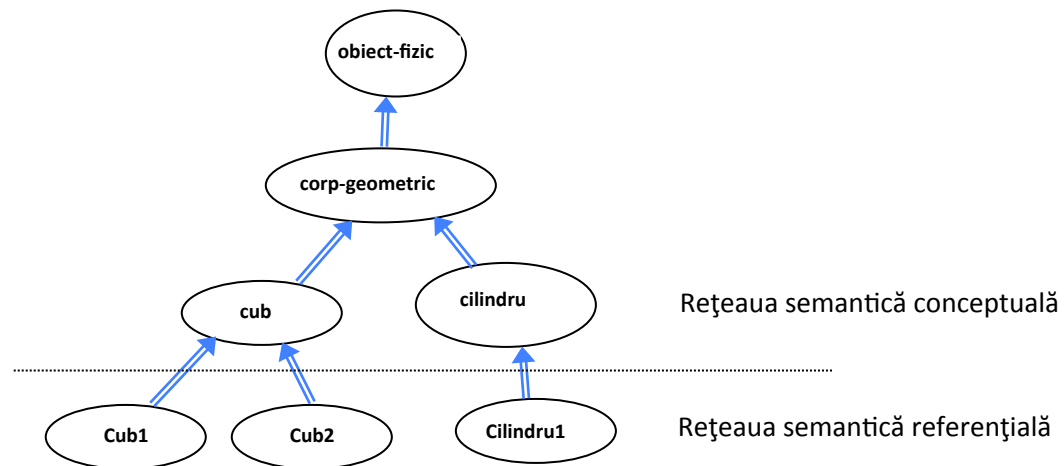 obiect-fizic
corp-geometric
cub
cilindru
Reţeaua semantică conceptuală
Cub1
Cub2
Cilindru1
Reţeaua semantică referenţială